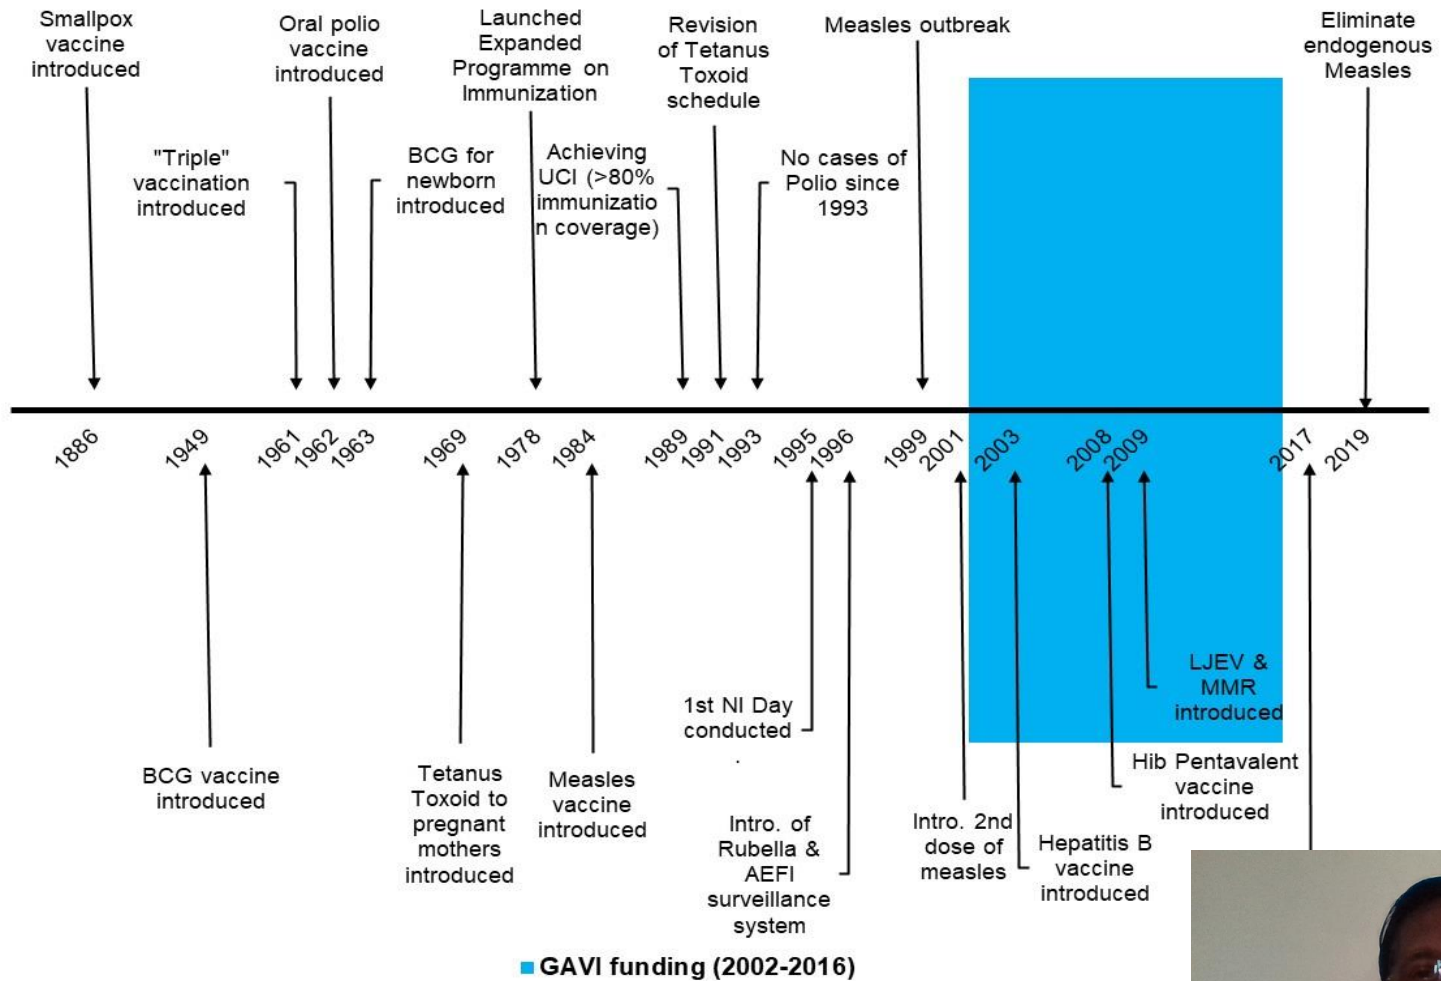 Smallpox
vaccine
introduced
Oral polio
vaccine
introduced
Launched
Expanded
Programme on
Immunization
Revision
of Tetanus
Toxoid
schedule
Measles outbreak
Eliminate
endogenous
Measles
"Triple"
vaccination
introduced
BCG for
newborn
introduced
Achieving
UCI (>80%
immunizatio
n coverage)
No cases of
Polio since
1993
1886
1949
1961
1962
1963
1969
1978
1984
1989
1991
1993
1995
1996
1999
2001
2003
2008
2009
2017
2019
BCG vaccine
introduced
Tetanus
Toxoid to
pregnant
mothers
introduced
Measles
vaccine
introduced
1st NI Day
conducted
.
Intro. of
Rubella &
AEFI
surveillance
system
Intro. 2nd
dose of
measles
Hepatitis B
vaccine
introduced
Hib Pentavalent
vaccine
introduced
LJEV &
MMR
introduced
GAVI funding (2002-2016)